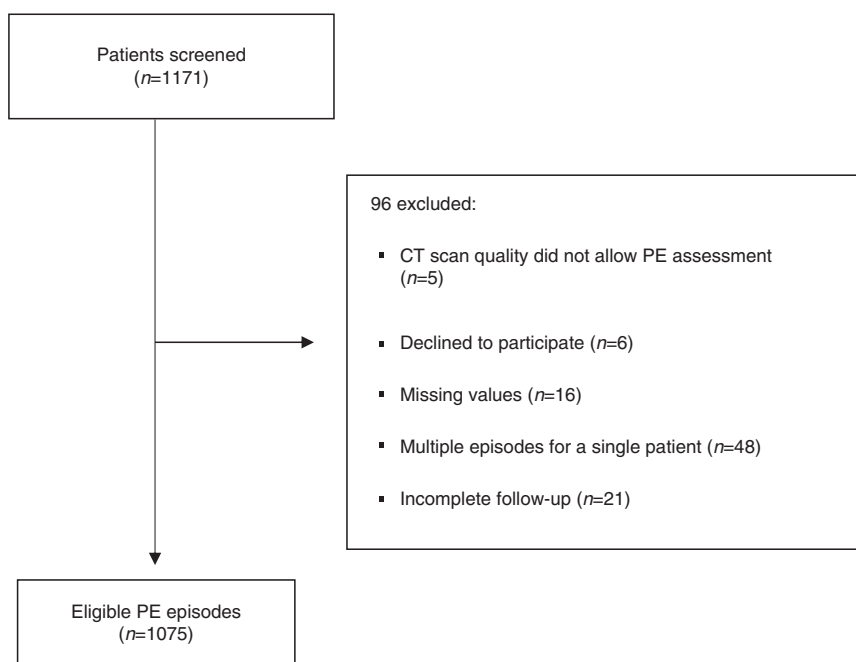 Patients screened
(n=1171)
96 excluded:
▪ CT scan quality did not allow PE assessment
(n=5)
▪ Declined to participate (n=6)
▪ Missing values (n=16)
▪ Multiple episodes for a single patient (n=48)
▪ Incomplete follow-up (n=21)
Eligible PE episodes
(n=1075)